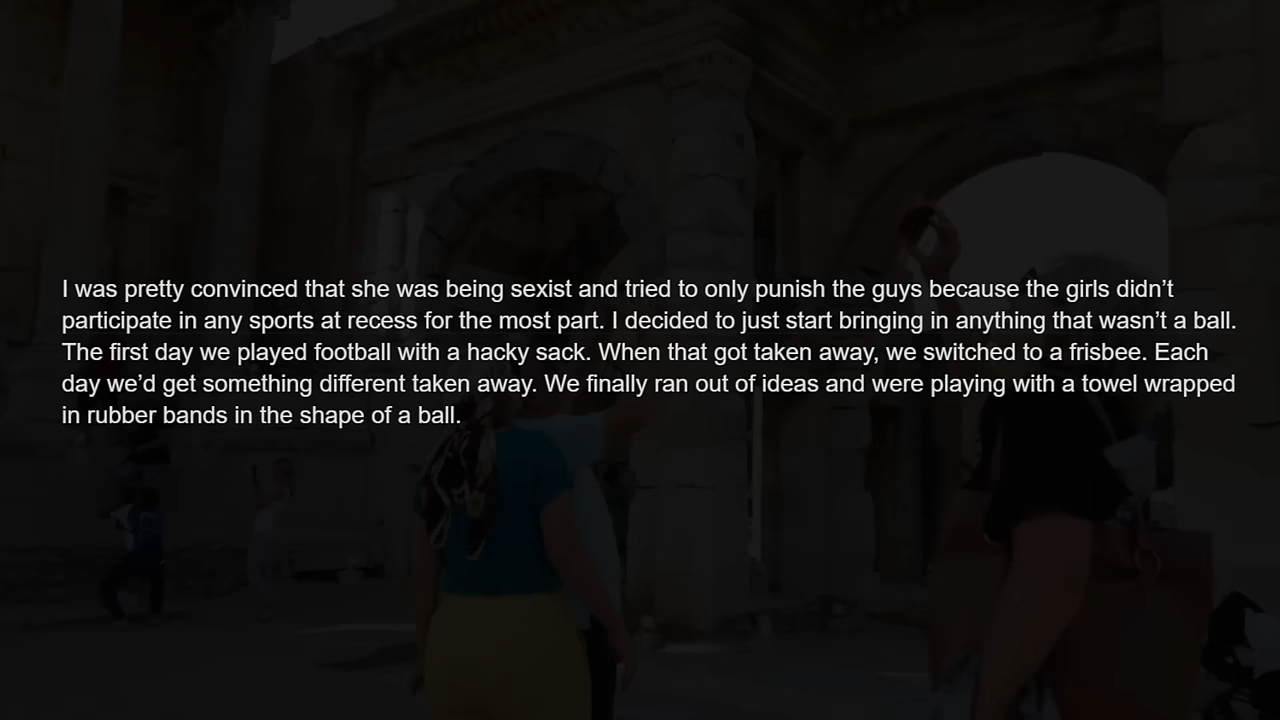 I was pretty convinced that she was being sexist and tried to only punish the guys because the girls didn’t
participate in any sports at recess for the most part. I decided to just start bringing in anything that wasn’t a ball.
The first day we played football with a hacky sack. When that got taken away, we switched to a frisbee. Each
day we’d get something different taken away. We finally ran out of ideas and were playing with a towel wrapped
in rubber bands in the shape of a ball.